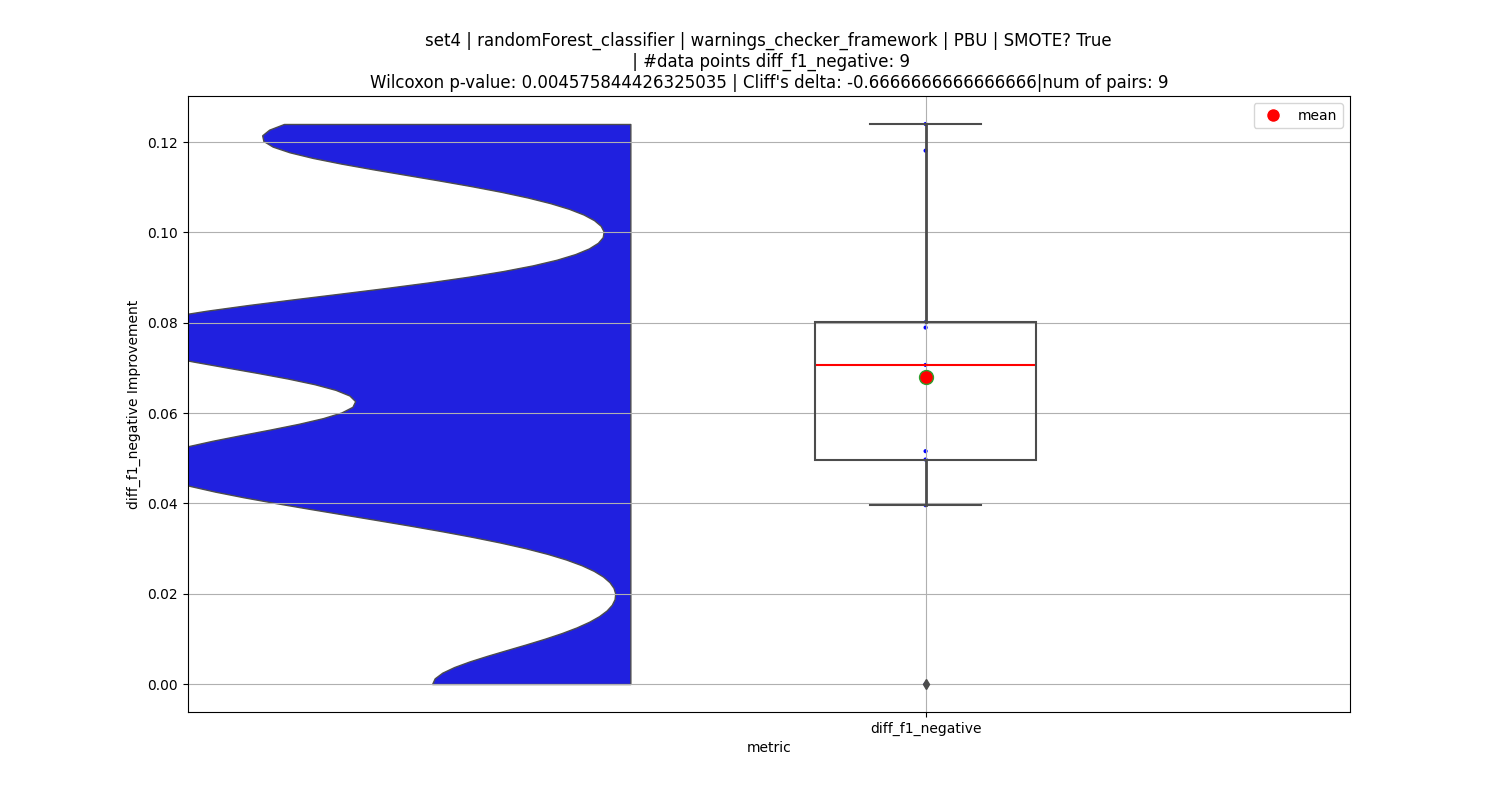 set4 | randomForest_classifier | warnings_checker_framework | PBU | SMOTE? True
| #data points diff_f1_negative: 9
Wilcoxon p-value: 0.004575844426325035 | Cliff's delta: -0.6666666666666666|num of pairs: 9
mean
0.12
0.10
0.08
0.06
0.04
0.02
0.00
diff_f1_negative Improvement
diff_f1_negative
metric